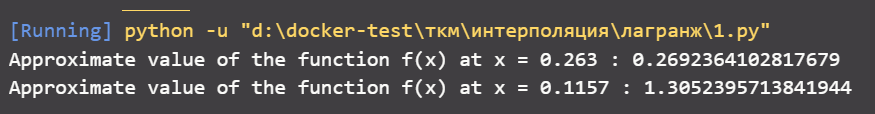 [Running] python -u "d:\docker-test\ткм\интерполяция\лагранж\1.py"
Approximate value of the function f(x) at x = 0.263 : 0.2692364102817679
Approximate value of the function f(x) at x = 0.1157 : 1.3052395713841944